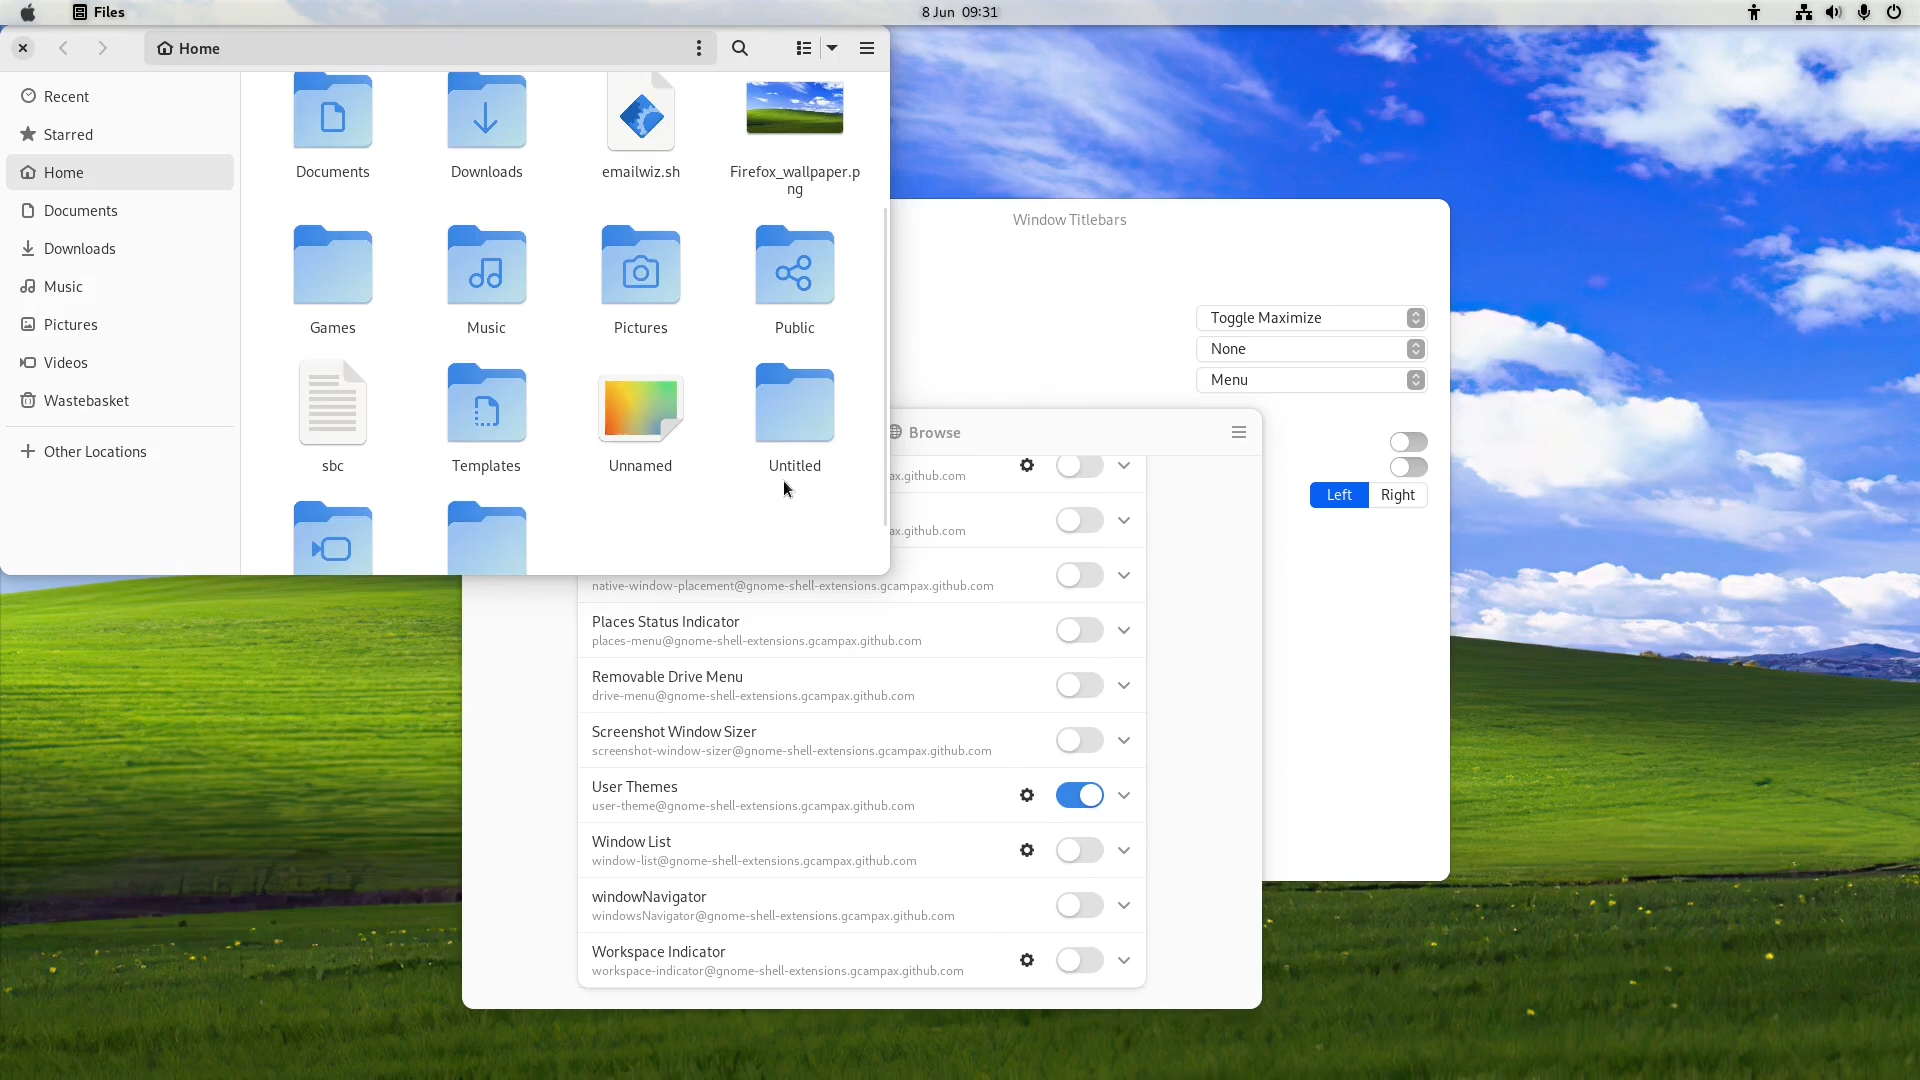 Files
8 Jun 09:31
Home
Recent
Starred
Home
Documents
Downloads
Music
Pictures
Videos
Wastebasket
Other Locations
Documents
Downloads
emailwiz.sh
Firefox_wallpaper.p
ng
Games
Music
Pictures
Public
sbc
Templates
Unnamed
Untitled
Window Titlebars
Toggle Maximize
None
Menu
Left
Right
Browse
ax.github.com
ax.github.com
native-window-placement@gnome-shell-extensions.gcampax.github.com
Places Status Indicator
places-menu@gnome-shell-extensions.gcampax.github.com
Removable Drive Menu
drive-menu@gnome-shell-extensions.gcampax.github.com
Screenshot Window Sizer
screenshot-window-sizer@gnome-shell-extensions.gcampax.github.com
User Themes
user-theme@gnome-shell-extensions.gcampax.github.com
Window List
window-list@gnome-shell-extensions.gcampax.github.com
windowNavigator
windowsNavigator@gnome-shell-extensions.gcampax.github.com
Workspace Indicator
workspace-indicator@gnome-shell-extensions.gcampax.github.com